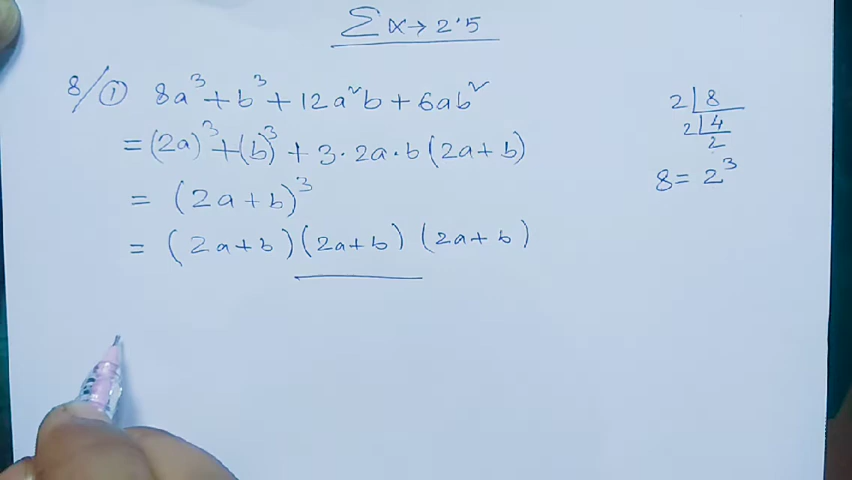 Σx → 2.5
8/① 8a³ + b³ + 12a²b + 6ab²
= (2a)³ + (b)³ + 3·2a·b (2a+b)
= (2a+b)³
= (2a+b)(2a+b)(2a+b)
2|8
2|4
2
8 = 2³